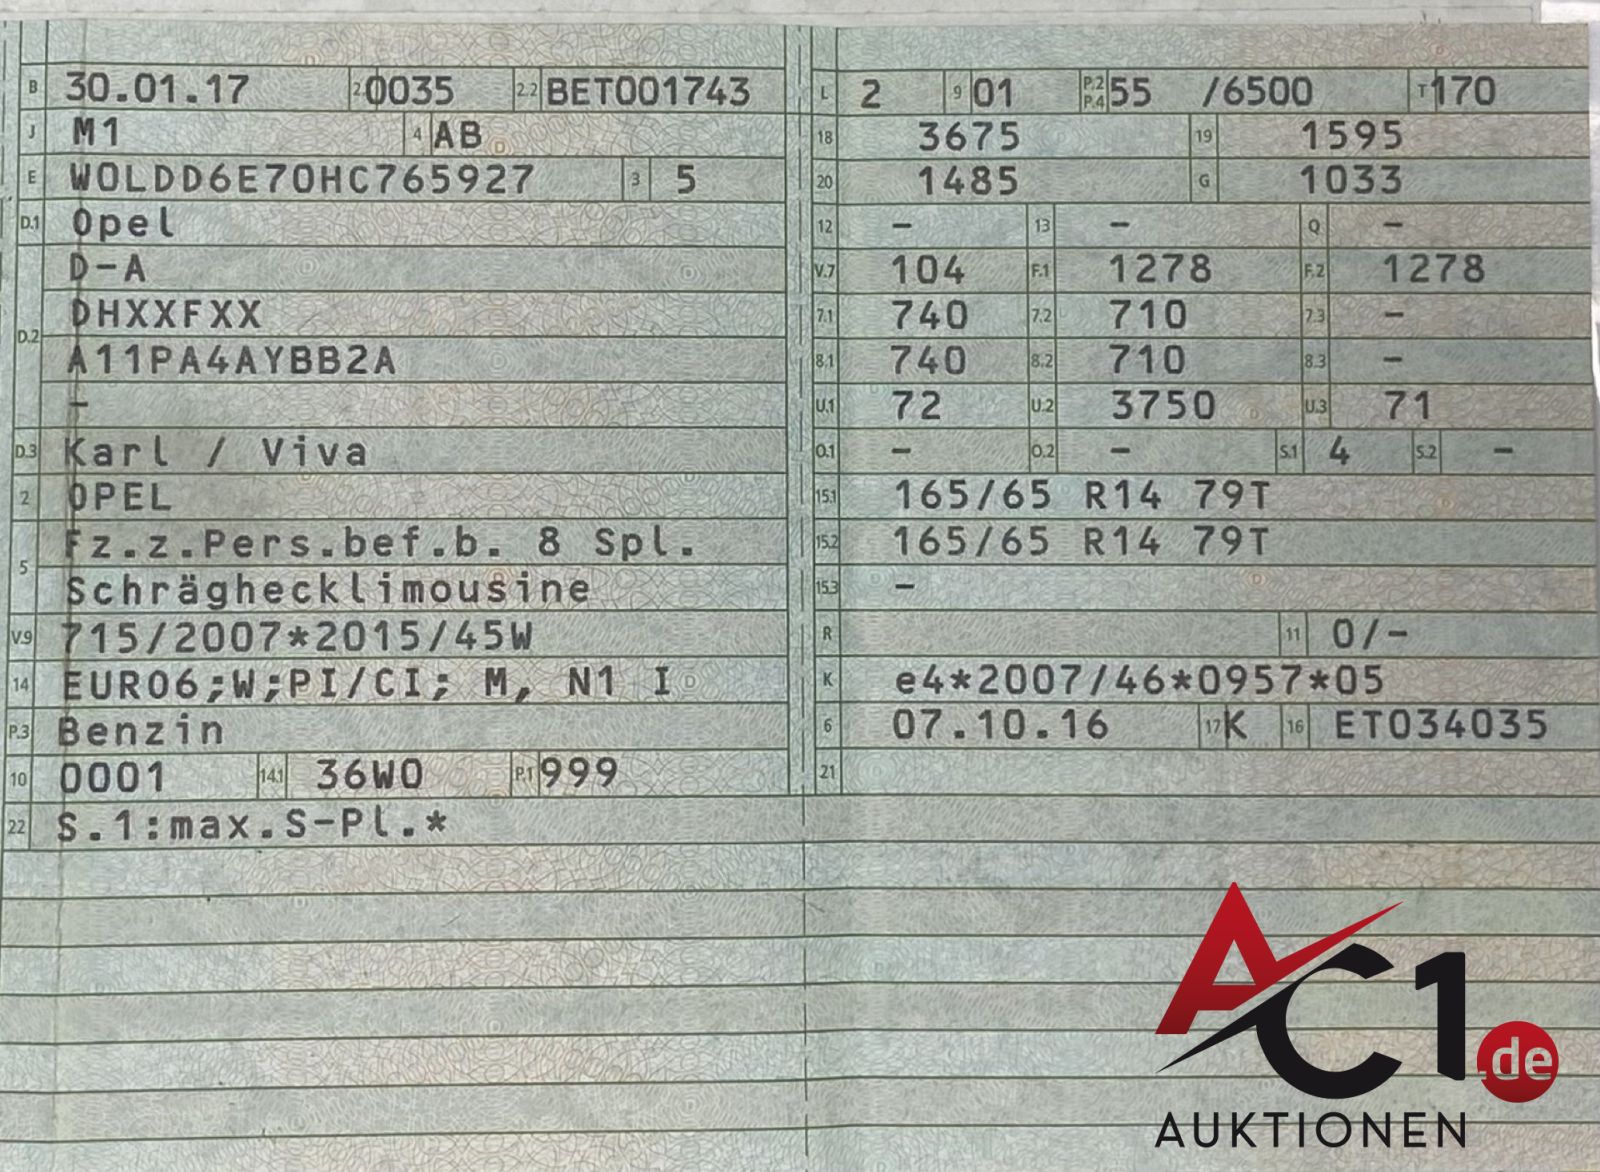 B 30.01.17 2.1 0035 2.2 BET001743
J M1 4 AB
E W0LDD6E70HC765927 3 5
D.1 Opel
D-A
DHXXFXX
D.2
A11PA4AYBB2A
-
D.3 Karl / Viva
2 OPEL
Fz.z.Pers.bef.b. 8 Spl.
5
Schräghecklimousine
V.9 715/2007*2015/45W
14 EURO6;W;PI/CI; M, N1 I
P.3 Benzin
10 0001 14.1 36W0 P.1 999
22 S.1:max.S-Pl.*
L 2 9 01 P.2 P.4 55 /6500 T 170
18 3675 19 1595
20 1485 G 1033
12 - 13 - Q -
V.7 104 F.1 1278 F.2 1278
7.1 740 7.2 710 7.3 -
8.1 740 8.2 710 8.3 -
U.1 72 U.2 3750 U.3 71
O.1 - O.2 - S.1 4 S.2 -
15.1 165/65 R14 79T
15.2 165/65 R14 79T
15.3 -
R 11 0/-
K e4*2007/46*0957*05
6 07.10.16 17 K 16 ET034035
21
AC1.de
AUKTIONEN